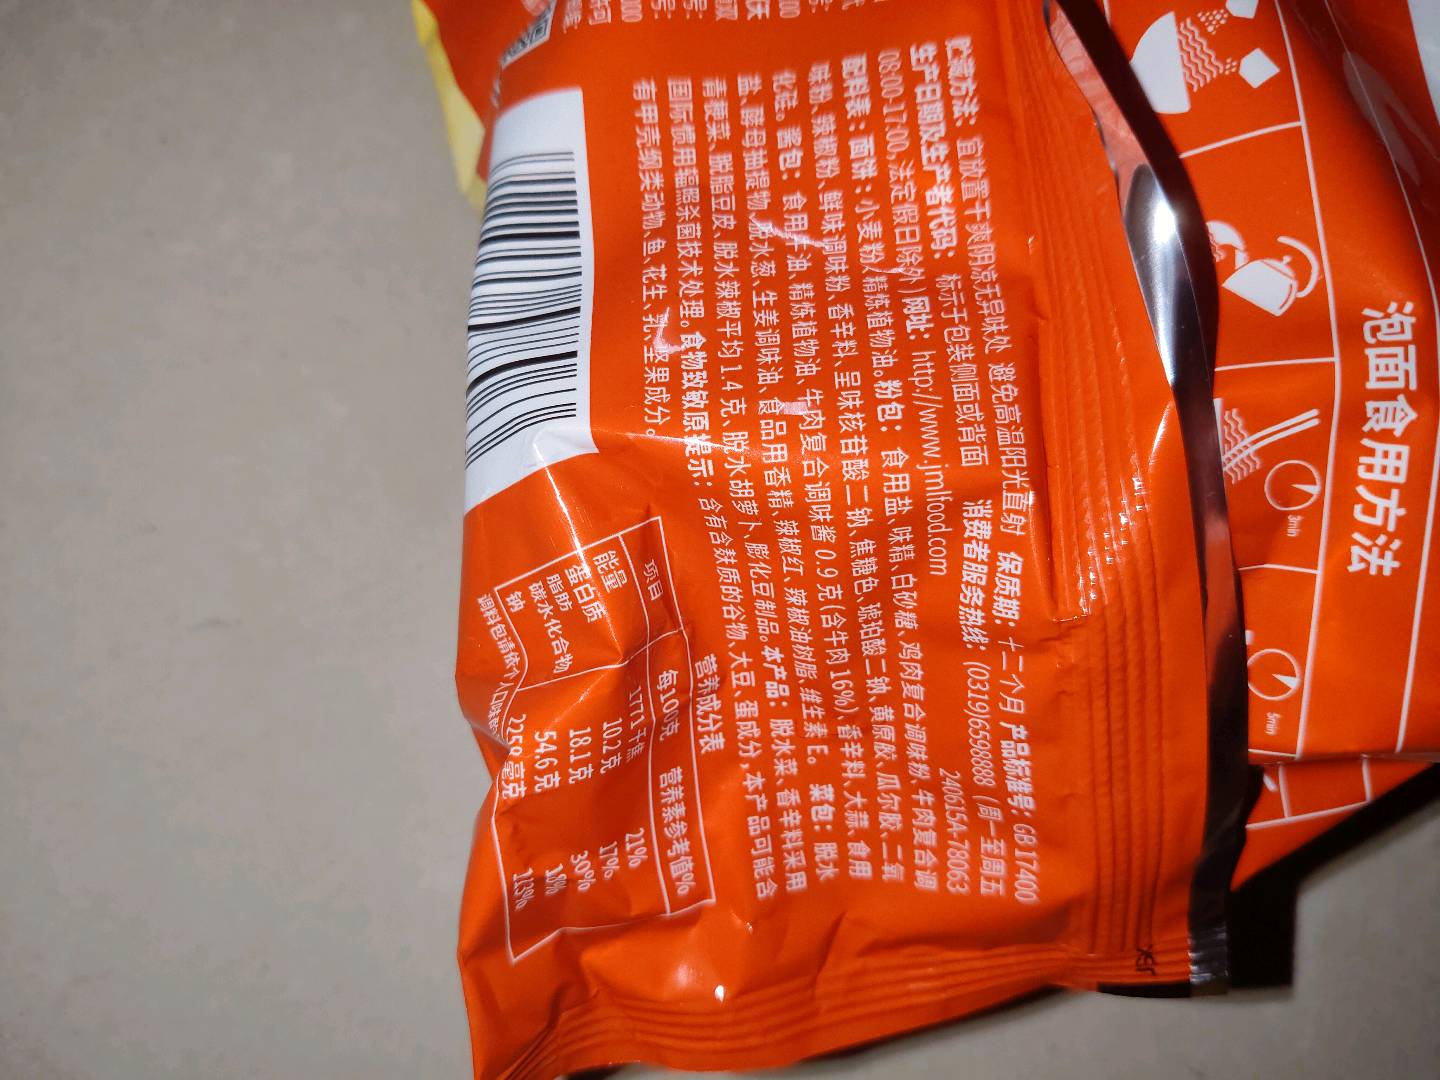 泡面食用方法
3min
5min
贮藏方法：宜放置干爽阴凉无异味处 避免高温阳光直射 保质期：十二个月 产品标准号：GB 17400
生产日期及生产者代码：标示于包装侧面或背面 消费者服务热线：(0319)6598888 (周一至周五
08:00-17:00,法定假日除外) 网址：http://www.jmlfood.com 240615A-78063
配料表：面饼：小麦粉、精炼植物油。粉包：食用盐、味精、白砂糖、鸡肉复合调味粉、牛肉复合调
味粉、辣椒粉、鲜味调味粉、香辛料、呈味核苷酸二钠、焦糖色、琥珀酸二钠、黄原胶、瓜尔胶、二氧
化硅。酱包：食用牛油、精炼植物油、牛肉复合调味酱0.9克(含牛肉16%)、香辛料、大蒜、食用
盐、酵母抽提物、脱水葱、生姜调味油、食品用香精、辣椒红、辣椒油树脂、维生素E。菜包：脱水
青梗菜、脱脂豆皮、脱水辣椒平均1.4克、脱水胡萝卜、膨化豆制品。本产品：脱水菜、香辛料采用
国际惯用辐照杀菌技术处理。食物致敏原提示：含有含麸质的谷物、大豆、蛋成分,本产品可能含
有甲壳纲类动物、鱼、花生、乳、坚果成分。
营养成分表
项目 每100克 营养素参考值%
能量 1771千焦 21%
蛋白质 10.2克 17%
脂肪 18.1克 30%
碳水化合物 54.6克 18%
钠 2258毫克 113%
调料包请依个人口味